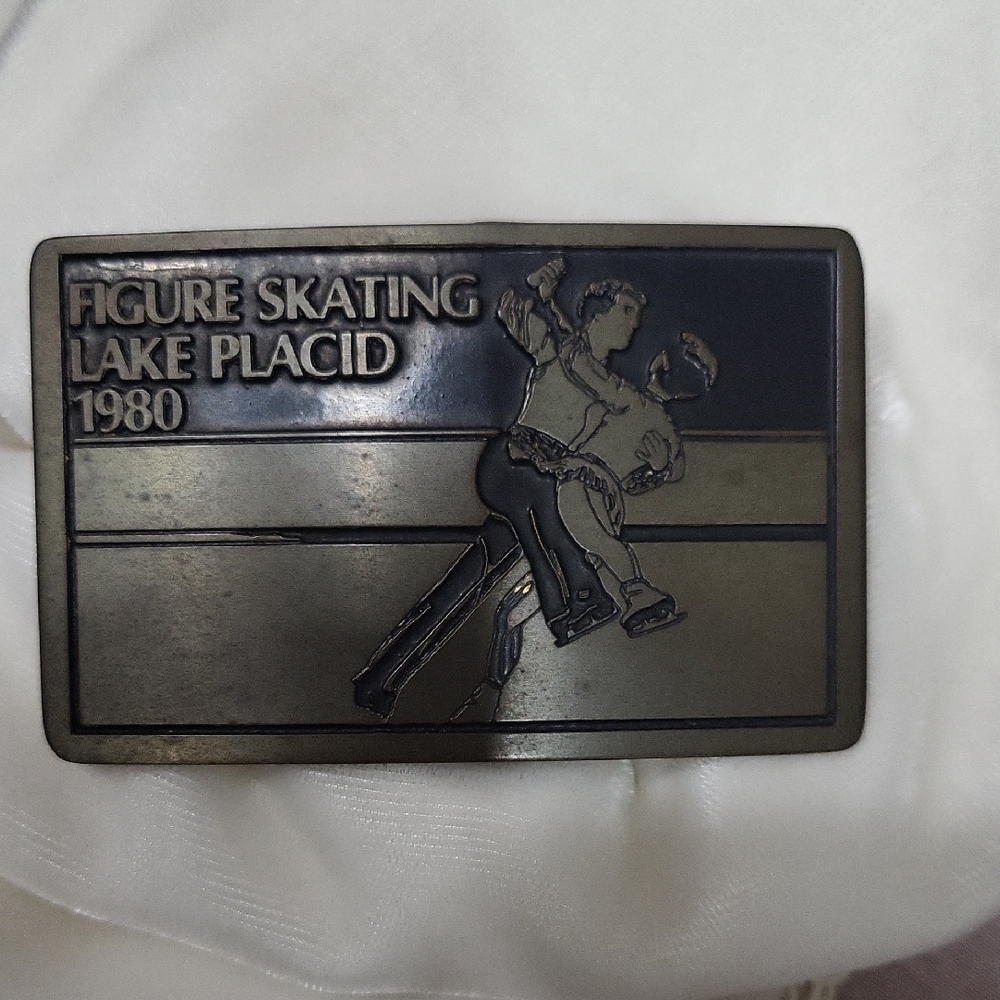 FIGURE SKATING
LAKE PLACID
1980